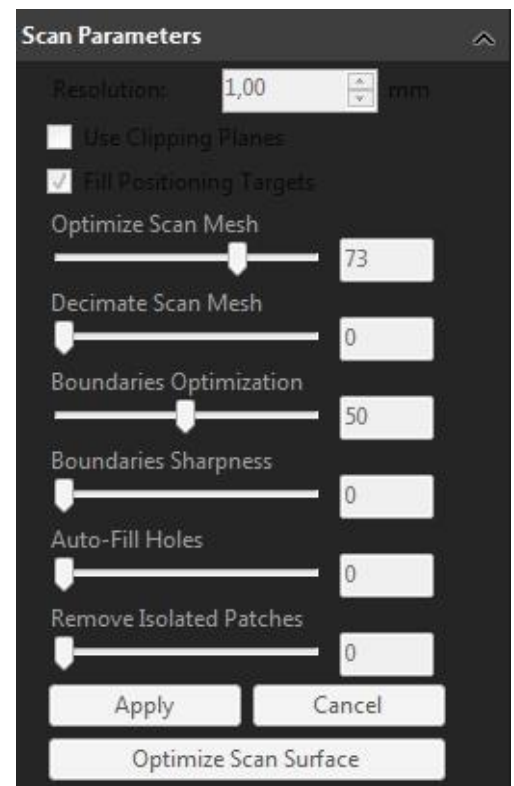 Scan Parameters
Resolution: 1,00 mm
Use Clipping Planes
Fill Positioning Targets
Optimize Scan Mesh
73
Decimate Scan Mesh
0
Boundaries Optimization
50
Boundaries Sharpness
0
Auto-Fill Holes
0
Remove Isolated Patches
0
Apply Cancel
Optimize Scan Surface